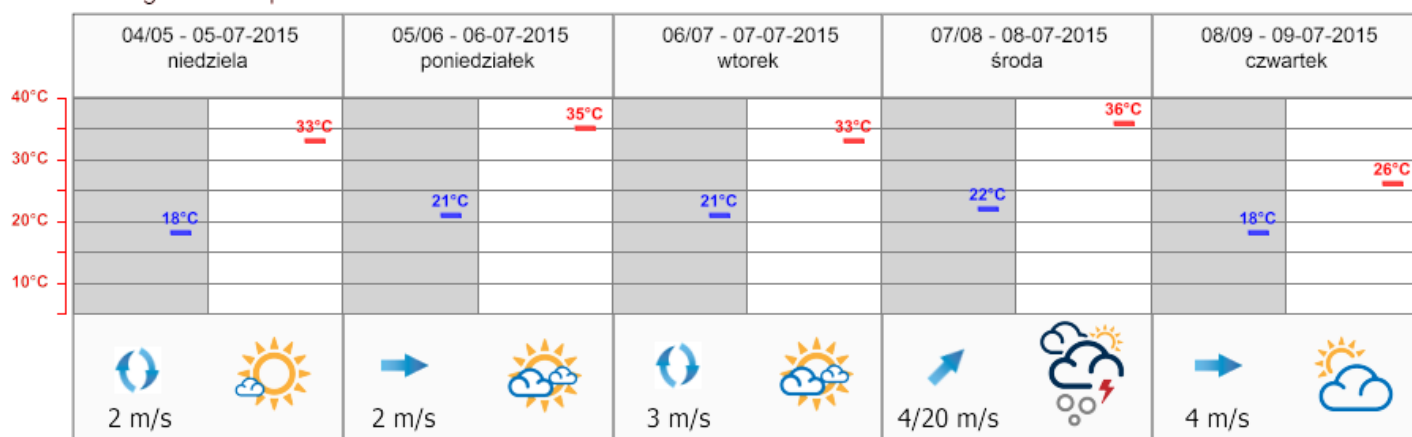 04/05 - 05-07-2015
niedziela
05/06 - 06-07-2015
poniedziałek
06/07 - 07-07-2015
wtorek
07/08 - 08-07-2015
środa
08/09 - 09-07-2015
czwartek
40°C
30°C
20°C
10°C
18°C
33°C
21°C
35°C
21°C
33°C
22°C
36°C
18°C
26°C
2 m/s
2 m/s
3 m/s
4/20 m/s
4 m/s